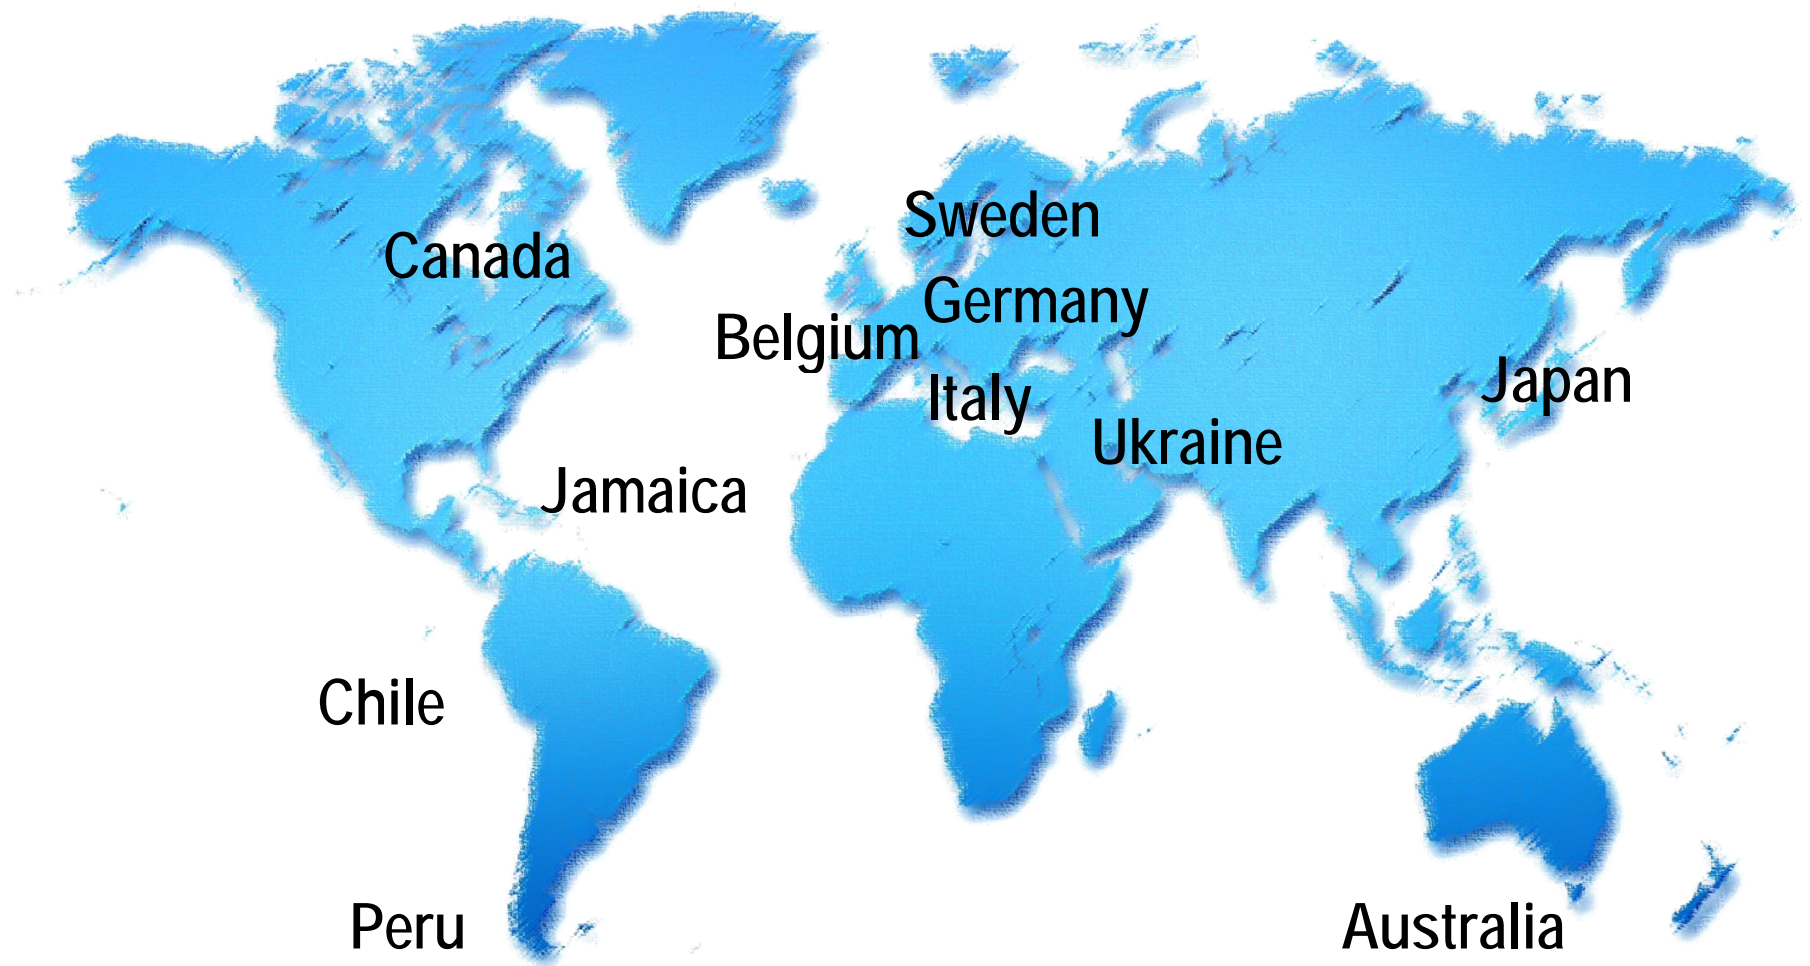 Sweden
Canada
Germany
Belgium
Japan
Italy
Ukraine
Jamaica
Chile
Peru
Australia